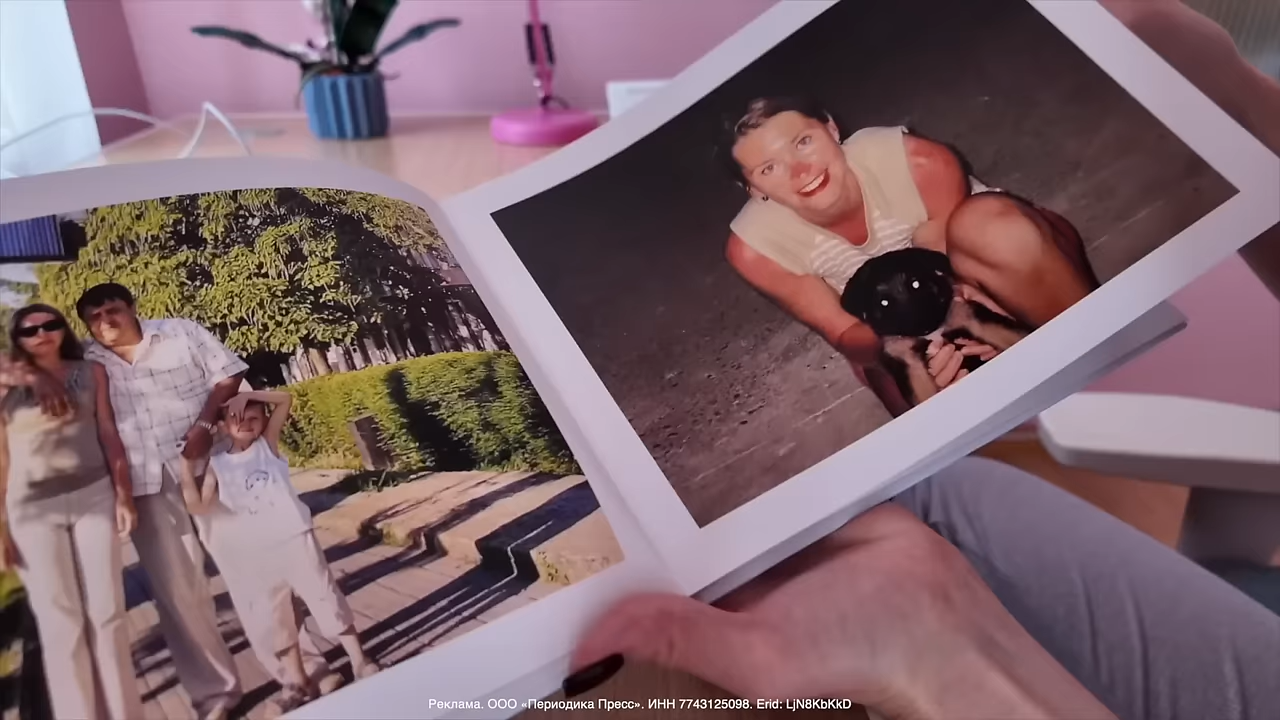 Реклама. ООО «Периодика Пресс». ИНН 7743125098. Erid: LjN8KbKkD